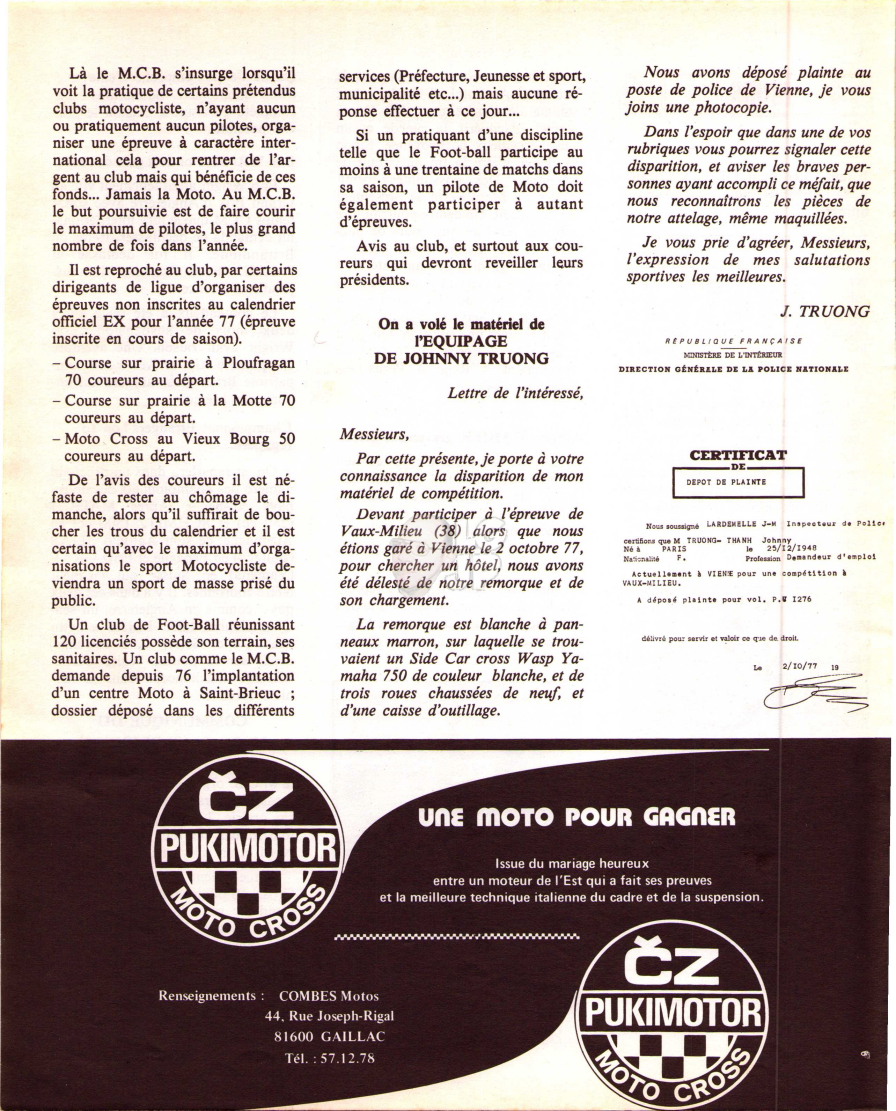 Là le M.C.B. s'insurge lorsqu'il
voit la pratique de certains prétendus
clubs motocycliste, n'ayant aucun
ou pratiquement aucun pilotes, orga-
niser une épreuve à caractère inter-
national cela pour rentrer de l'ar-
gent au club mais qui bénéficie de ces
fonds... Jamais la Moto. Au M.C.B.
le but poursuivie est de faire courir
le maximum de pilotes, le plus grand
nombre de fois dans l'année.
Il est reproché au club, par certains
dirigeants de ligue d'organiser des
épreuves non inscrites au calendrier
officiel EX pour l'année 77 (épreuve
inscrite en cours de saison).
– Course sur prairie à Ploufragan
70 coureurs au départ.
– Course sur prairie à la Motte 70
coureurs au départ.
– Moto Cross au Vieux Bourg 50
coureurs au départ.
De l'avis des coureurs il est né-
faste de rester au chômage le di-
manche, alors qu'il suffirait de bou-
cher les trous du calendrier et il est
certain qu'avec le maximum d'orga-
nisations le sport Motocycliste de-
viendra un sport de masse prisé du
public.
Un club de Foot-Ball réunissant
120 licenciés possède son terrain, ses
sanitaires. Un club comme le M.C.B.
demande depuis 76 l'implantation
d'un centre Moto à Saint-Brieuc ;
dossier déposé dans les différents
services (Préfecture, Jeunesse et sport,
municipalité etc...) mais aucune ré-
ponse effectuer à ce jour...
Si un pratiquant d'une discipline
telle que le Foot-ball participe au
moins à une trentaine de matchs dans
sa saison, un pilote de Moto doit
également participer à autant
d'épreuves.
Avis au club, et surtout aux cou-
reurs qui devront reveiller leurs
présidents.
On a volé le matériel de
l'EQUIPAGE
DE JOHNNY TRUONG
Lettre de l'intéressé,
Messieurs,
Par cette présente, je porte à votre
connaissance la disparition de mon
matériel de compétition.
Devant participer à l'épreuve de
Vaux-Milieu (38) alors que nous
étions garé à Vienne le 2 octobre 77,
pour chercher un hôtel, nous avons
été délesté de notre remorque et de
son chargement.
La remorque est blanche à pan-
neaux marron, sur laquelle se trou-
vaient un Side Car cross Wasp Ya-
maha 750 de couleur blanche, et de
trois roues chaussées de neuf, et
d'une caisse d'outillage.
Nous avons déposé plainte au
poste de police de Vienne, je vous
joins une photocopie.
Dans l'espoir que dans une de vos
rubriques vous pourrez signaler cette
disparition, et aviser les braves per-
sonnes ayant accompli ce méfait, que
nous reconnaîtrons les pièces de
notre attelage, même maquillées.
Je vous prie d'agréer, Messieurs,
l'expression de mes salutations
sportives les meilleures.
J. TRUONG
RÉPUBLIQUE FRANÇAISE
MINISTÈRE DE L'INTÉRIEUR
DIRECTION GÉNÉRALE DE LA POLICE NATIONALE
CERTIFICAT
DE
DEPOT DE PLAINTE
Nous soussigné LARDEMELLE J-M Inspecteur de Police
certifions que M TRUONG- THANH Johnny
Né à PARIS le 25/I2/I948
Nationalité F. Profession Demandeur d'emploi
Actuellement à VIENNE pour une compétition à
VAUX-MILIEU.
A déposé plainte pour vol. P.V I276
délivré pour servir et valoir ce que de droit.
Le 2/IO/77 19
ČZ
PUKIMOTOR
MOTO CROSS
UNE MOTO POUR GAGNER
Issue du mariage heureux
entre un moteur de l'Est qui a fait ses preuves
et la meilleure technique italienne du cadre et de la suspension.
Renseignements : COMBES Motos
44, Rue Joseph-Rigal
81600 GAILLAC
Tél. : 57.12.78
ČZ
PUKIMOTOR
MOTO CROSS